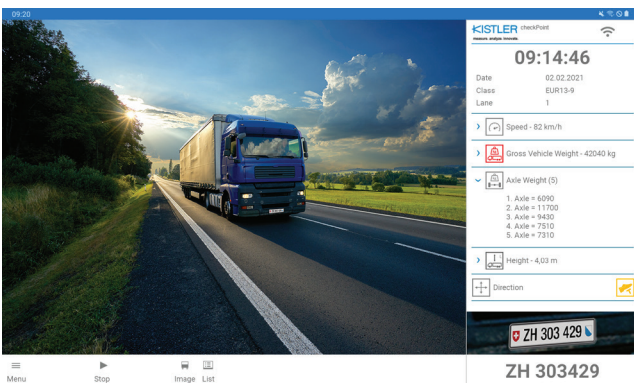 09:20
KISTLER checkPoint
measure. analyze. innovate.
09:14:46
Date 02.02.2021
Class EUR13-9
Lane 1
Speed - 82 km/h
Gross Vehicle Weight - 42040 kg
Axle Weight (5)
1. Axle = 6090
2. Axle = 11700
3. Axle = 9430
4. Axle = 7510
5. Axle = 7310
Height - 4,03 m
Direction
ZH 303 429
ZH 303429
Menu Stop Image List